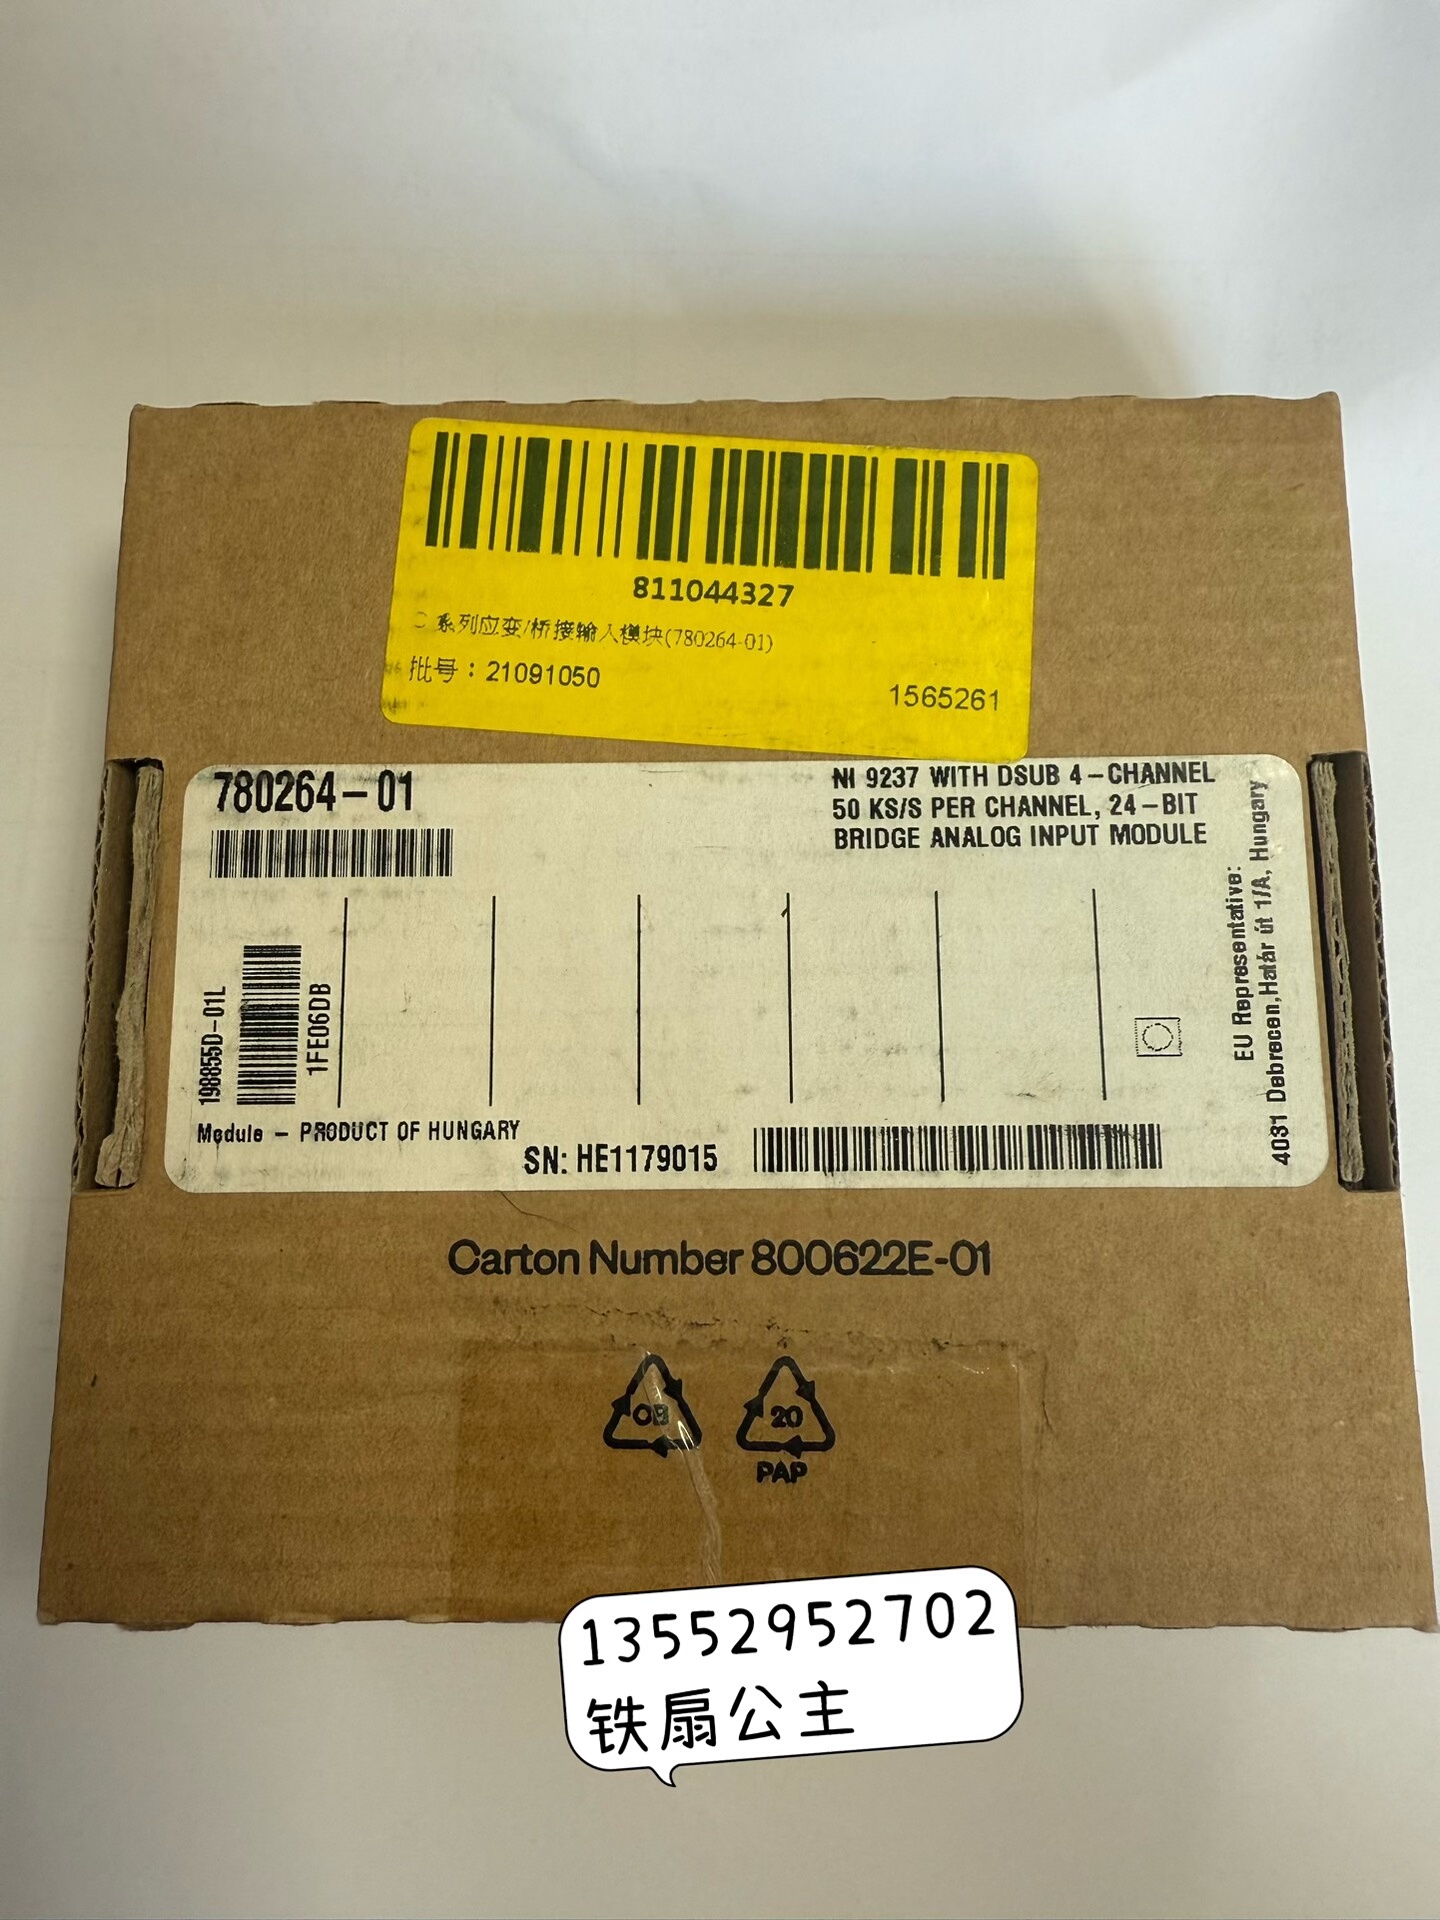 811044327
C 系列应变/桥接输入模块(780264-01)
批号：21091050
1565261
780264-01
NI 9237 WITH DSUB 4-CHANNEL
50 KS/S PER CHANNEL, 24-BIT
BRIDGE ANALOG INPUT MODULE
198855D-01L
1FE06DB
EU Representative:
4031 Debrecen,Határ út 1/A, Hungary
Module - PRODUCT OF HUNGARY
SN: HE1179015
Carton Number 800622E-01
20
PAP
13552952702
铁扇公主